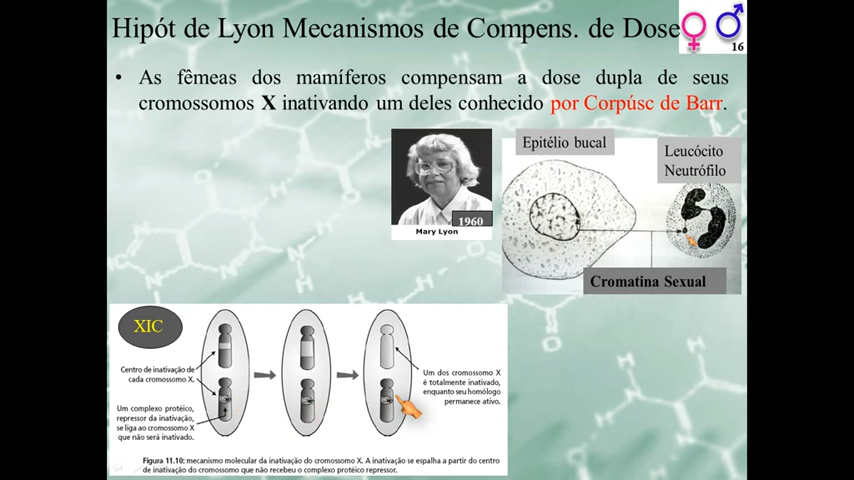 Hipót de Lyon Mecanismos de Compens. de Dose
16
• As fêmeas dos mamíferos compensam a dose dupla de seus
cromossomos X inativando um deles conhecido por Corpúsc de Barr.
1960
Mary Lyon
Epitélio bucal
Leucócito
Neutrófilo
Cromatina Sexual
XIC
Centro de inativação de
cada cromossomo X.
Um complexo protéico,
repressor da inativação,
se liga ao cromossomo X
que não será inativado.
Um dos cromossomo X
é totalmente inativado,
enquanto seu homólogo
permanece ativo.
Figura 11.10: mecanismo molecular da inativação do cromossomo X. A inativação se espalha a partir do centro
de inativação do cromossomo que não recebeu o complexo protéico repressor.